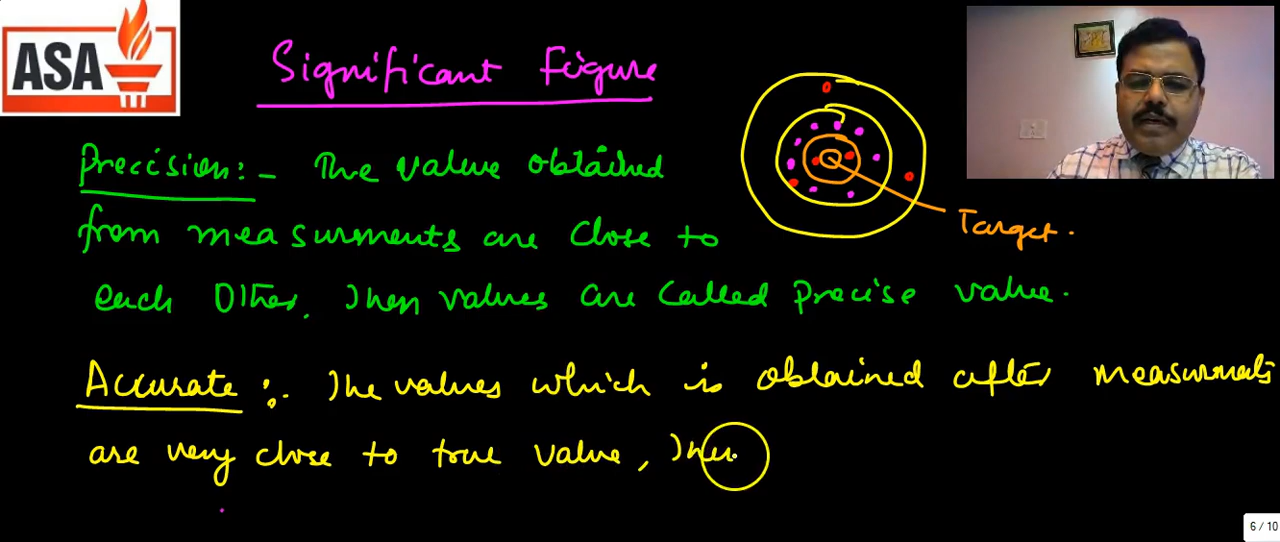 ASA
Significant Figure
Precision:- The value obtained
from measurments are close to
each Other, Then values are called precise value.
Target.
Accurate :- The values which is obtained after measurments
are very close to true value, Then
6 / 10